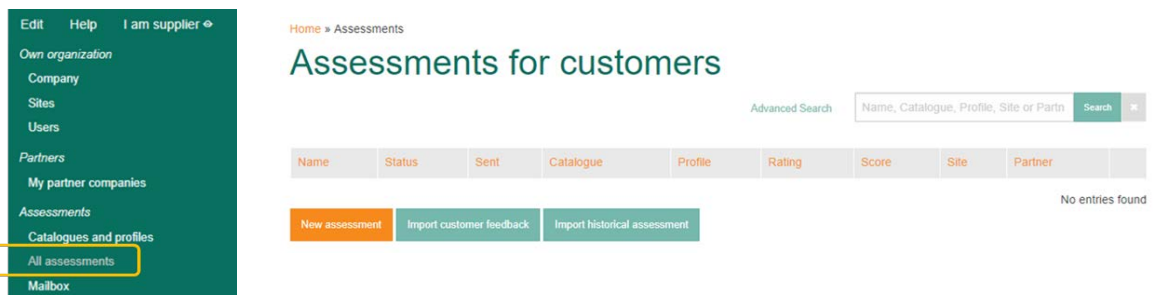 Edit Help I am supplier
Own organization
Company
Sites
Users
Partners
My partner companies
Assessments
Catalogues and profiles
All assessments
Mailbox
Home » Assessments
Assessments for customers
Advanced Search Name, Catalogue, Profile, Site or Partn Search ×
Name Status Sent Catalogue Profile Rating Score Site Partner
No entries found
New assessment Import customer feedback Import historical assessment